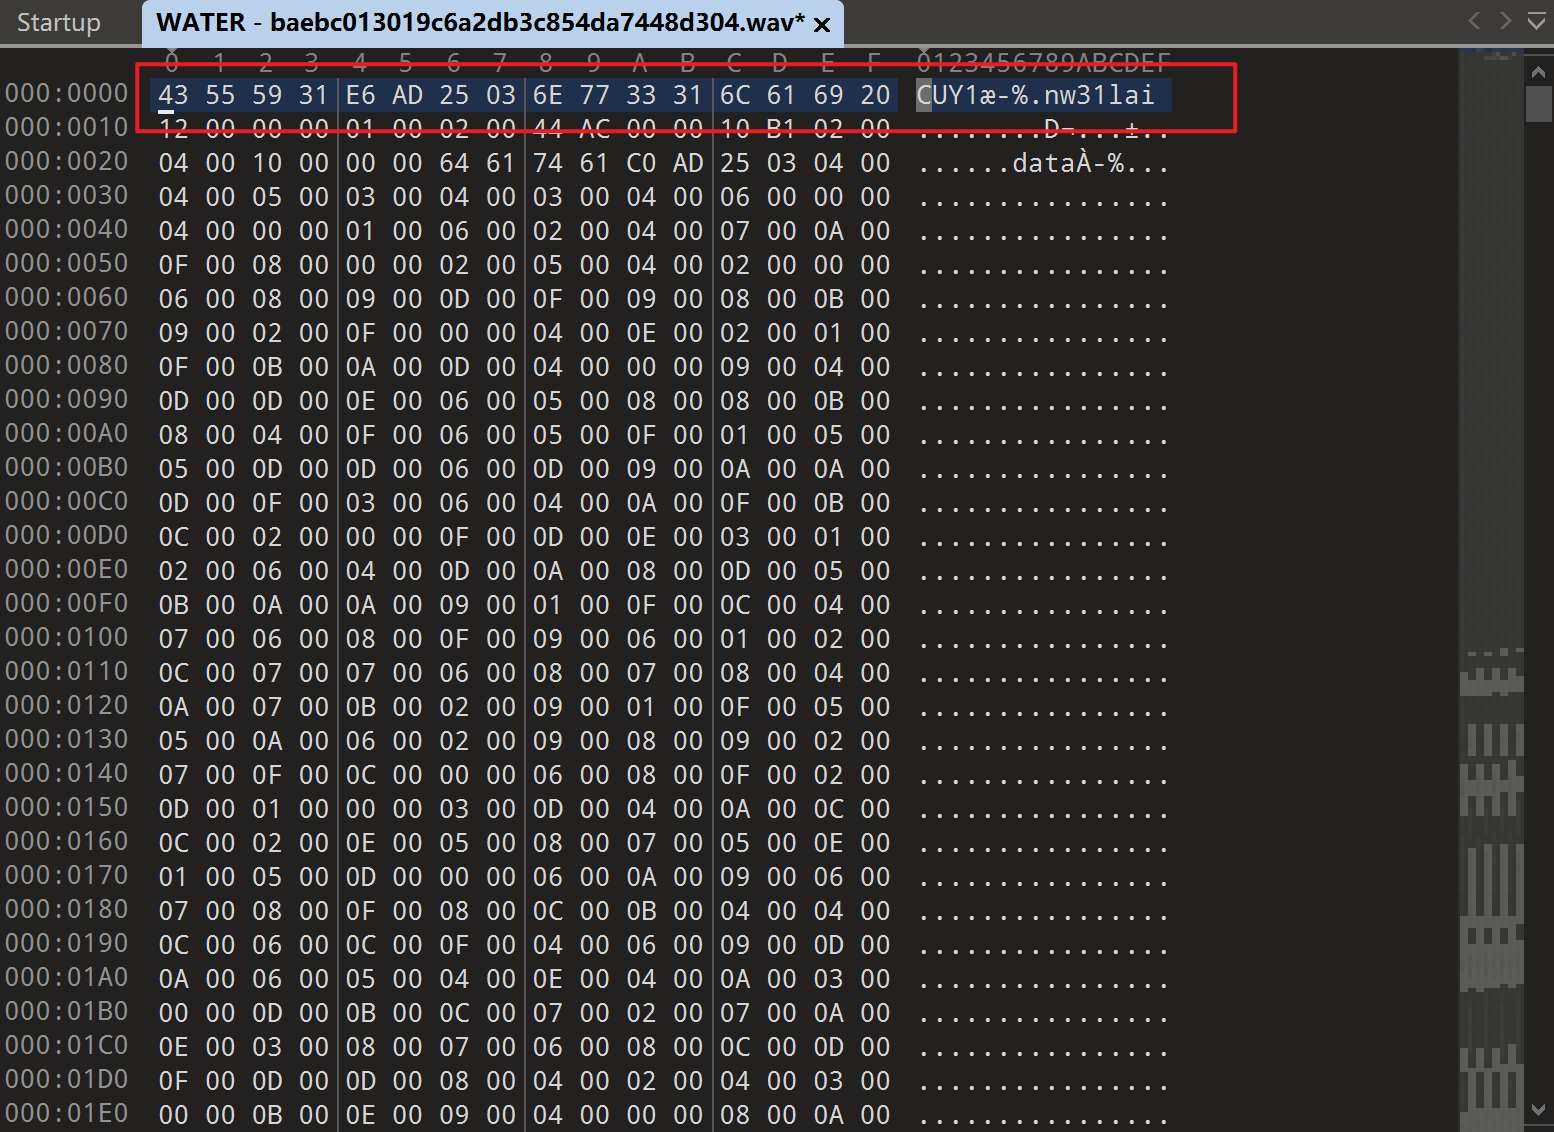 Startup WATER - baebc013019c6a2db3c854da7448d304.wav* x
0 1 2 3 4 5 6 7 8 9 A B C D E F 0123456789ABCDEF
000:0000 43 55 59 31 E6 AD 25 03 6E 77 33 31 6C 61 69 20 CUY1æ-%.nw31lai
000:0010 12 00 00 00 01 00 02 00 44 AC 00 00 10 B1 02 00 ........D¬...±..
000:0020 04 00 10 00 00 00 64 61 74 61 C0 AD 25 03 04 00 ......dataÀ-%...
000:0030 04 00 05 00 03 00 04 00 03 00 04 00 06 00 00 00 ................
000:0040 04 00 00 00 01 00 06 00 02 00 04 00 07 00 0A 00 ................
000:0050 0F 00 08 00 00 00 02 00 05 00 04 00 02 00 00 00 ................
000:0060 06 00 08 00 09 00 0D 00 0F 00 09 00 08 00 0B 00 ................
000:0070 09 00 02 00 0F 00 00 00 04 00 0E 00 02 00 01 00 ................
000:0080 0F 00 0B 00 0A 00 0D 00 04 00 00 00 09 00 04 00 ................
000:0090 0D 00 0D 00 0E 00 06 00 05 00 08 00 08 00 0B 00 ................
000:00A0 08 00 04 00 0F 00 06 00 05 00 0F 00 01 00 05 00 ................
000:00B0 05 00 0D 00 0D 00 06 00 0D 00 09 00 0A 00 0A 00 ................
000:00C0 0D 00 0F 00 03 00 06 00 04 00 0A 00 0F 00 0B 00 ................
000:00D0 0C 00 02 00 00 00 0F 00 0D 00 0E 00 03 00 01 00 ................
000:00E0 02 00 06 00 04 00 0D 00 0A 00 08 00 0D 00 05 00 ................
000:00F0 0B 00 0A 00 0A 00 09 00 01 00 0F 00 0C 00 04 00 ................
000:0100 07 00 06 00 08 00 0F 00 09 00 06 00 01 00 02 00 ................
000:0110 0C 00 07 00 07 00 06 00 08 00 07 00 08 00 04 00 ................
000:0120 0A 00 07 00 0B 00 02 00 09 00 01 00 0F 00 05 00 ................
000:0130 05 00 0A 00 06 00 02 00 09 00 08 00 09 00 02 00 ................
000:0140 07 00 0F 00 0C 00 00 00 06 00 08 00 0F 00 02 00 ................
000:0150 0D 00 01 00 00 00 03 00 0D 00 04 00 0A 00 0C 00 ................
000:0160 0C 00 02 00 0E 00 05 00 08 00 07 00 05 00 0E 00 ................
000:0170 01 00 05 00 0D 00 00 00 06 00 0A 00 09 00 06 00 ................
000:0180 07 00 08 00 0F 00 08 00 0C 00 0B 00 04 00 04 00 ................
000:0190 0C 00 06 00 0C 00 0F 00 04 00 06 00 09 00 0D 00 ................
000:01A0 0A 00 06 00 05 00 04 00 0E 00 04 00 0A 00 03 00 ................
000:01B0 00 00 0D 00 0B 00 0C 00 07 00 02 00 07 00 0A 00 ................
000:01C0 0E 00 03 00 08 00 07 00 06 00 08 00 0C 00 0D 00 ................
000:01D0 0F 00 0D 00 0D 00 08 00 04 00 02 00 04 00 03 00 ................
000:01E0 00 00 0B 00 0E 00 09 00 04 00 00 00 08 00 0A 00 ................